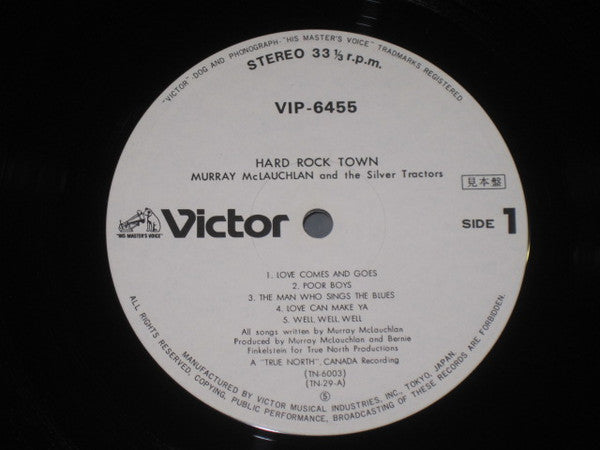 "VICTOR"-DOG AND PHONOGRAPH-"HIS MASTER'S VOICE" TRADMARKS REGISTERED
STEREO 33 1/3 r.p.m.
VIP-6455
HARD ROCK TOWN
MURRAY McLAUCHLAN and the Silver Tractors
見本盤
"HIS MASTER'S VOICE"
Victor
SIDE 1
1. LOVE COMES AND GOES
2. POOR BOYS
3. THE MAN WHO SINGS THE BLUES
4. LOVE CAN MAKE YA
5. WELL, WELL, WELL
All songs written by Murray McLauchlan
Produced by Murray McLauchlan and Bernie
Finkelstein for True North Productions
A "TRUE NORTH", CANADA Recording
(TN-6003)
(TN-29-A)
Ⓢ
MANUFACTURED BY VICTOR MUSICAL INDUSTRIES, INC., TOKYO, JAPAN.
ALL RIGHTS RESERVED, COPYING, PUBLIC PERFORMANCE, BROADCASTING OF THESE RECORDS ARE FORBIDDEN.